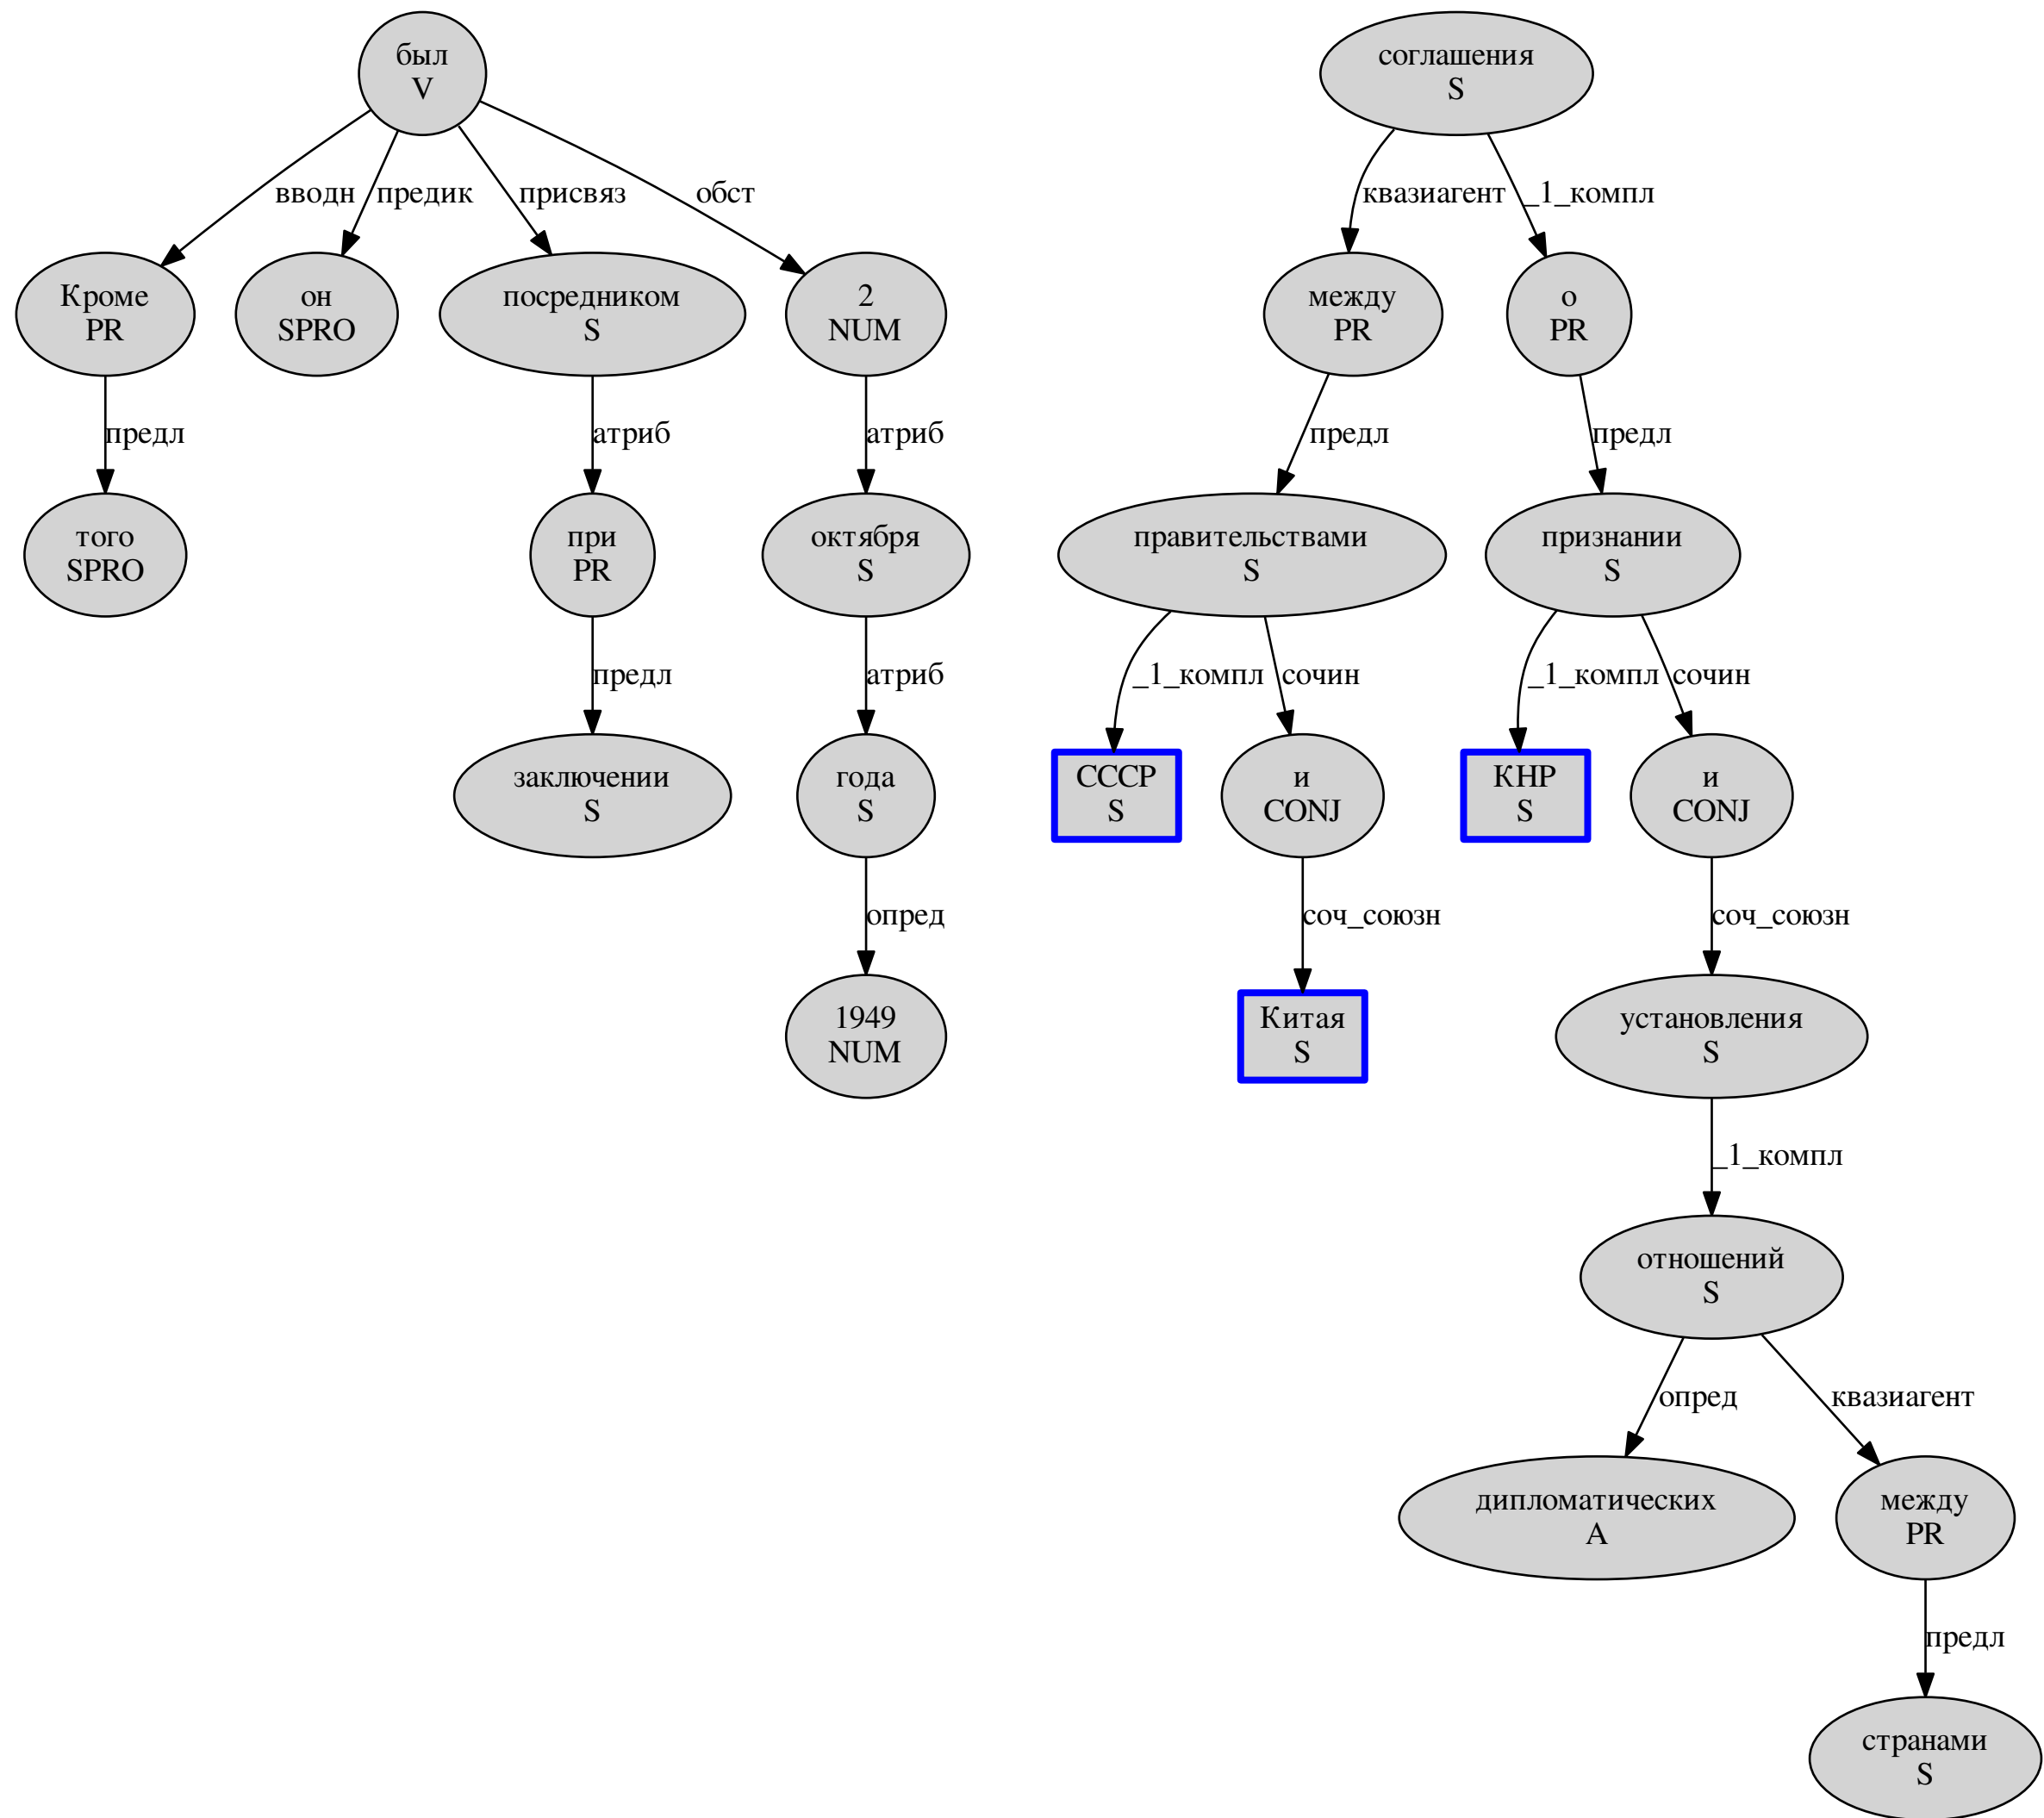 был
V
соглашения
S
вводн
предик
присвяз
обст
квазиагент
_1_компл
Кроме
PR
он
SPRO
посредником
S
2
NUM
между
PR
о
PR
предл
атриб
атриб
предл
предл
того
SPRO
при
PR
октября
S
правительствами
S
признании
S
предл
атриб
_1_компл
сочин
_1_компл
сочин
заключении
S
года
S
СССР
S
и
CONJ
КНР
S
и
CONJ
опред
соч_союзн
соч_союзн
1949
NUM
Китая
S
установления
S
_1_компл
отношений
S
опред
квазиагент
дипломатических
A
между
PR
предл
странами
S